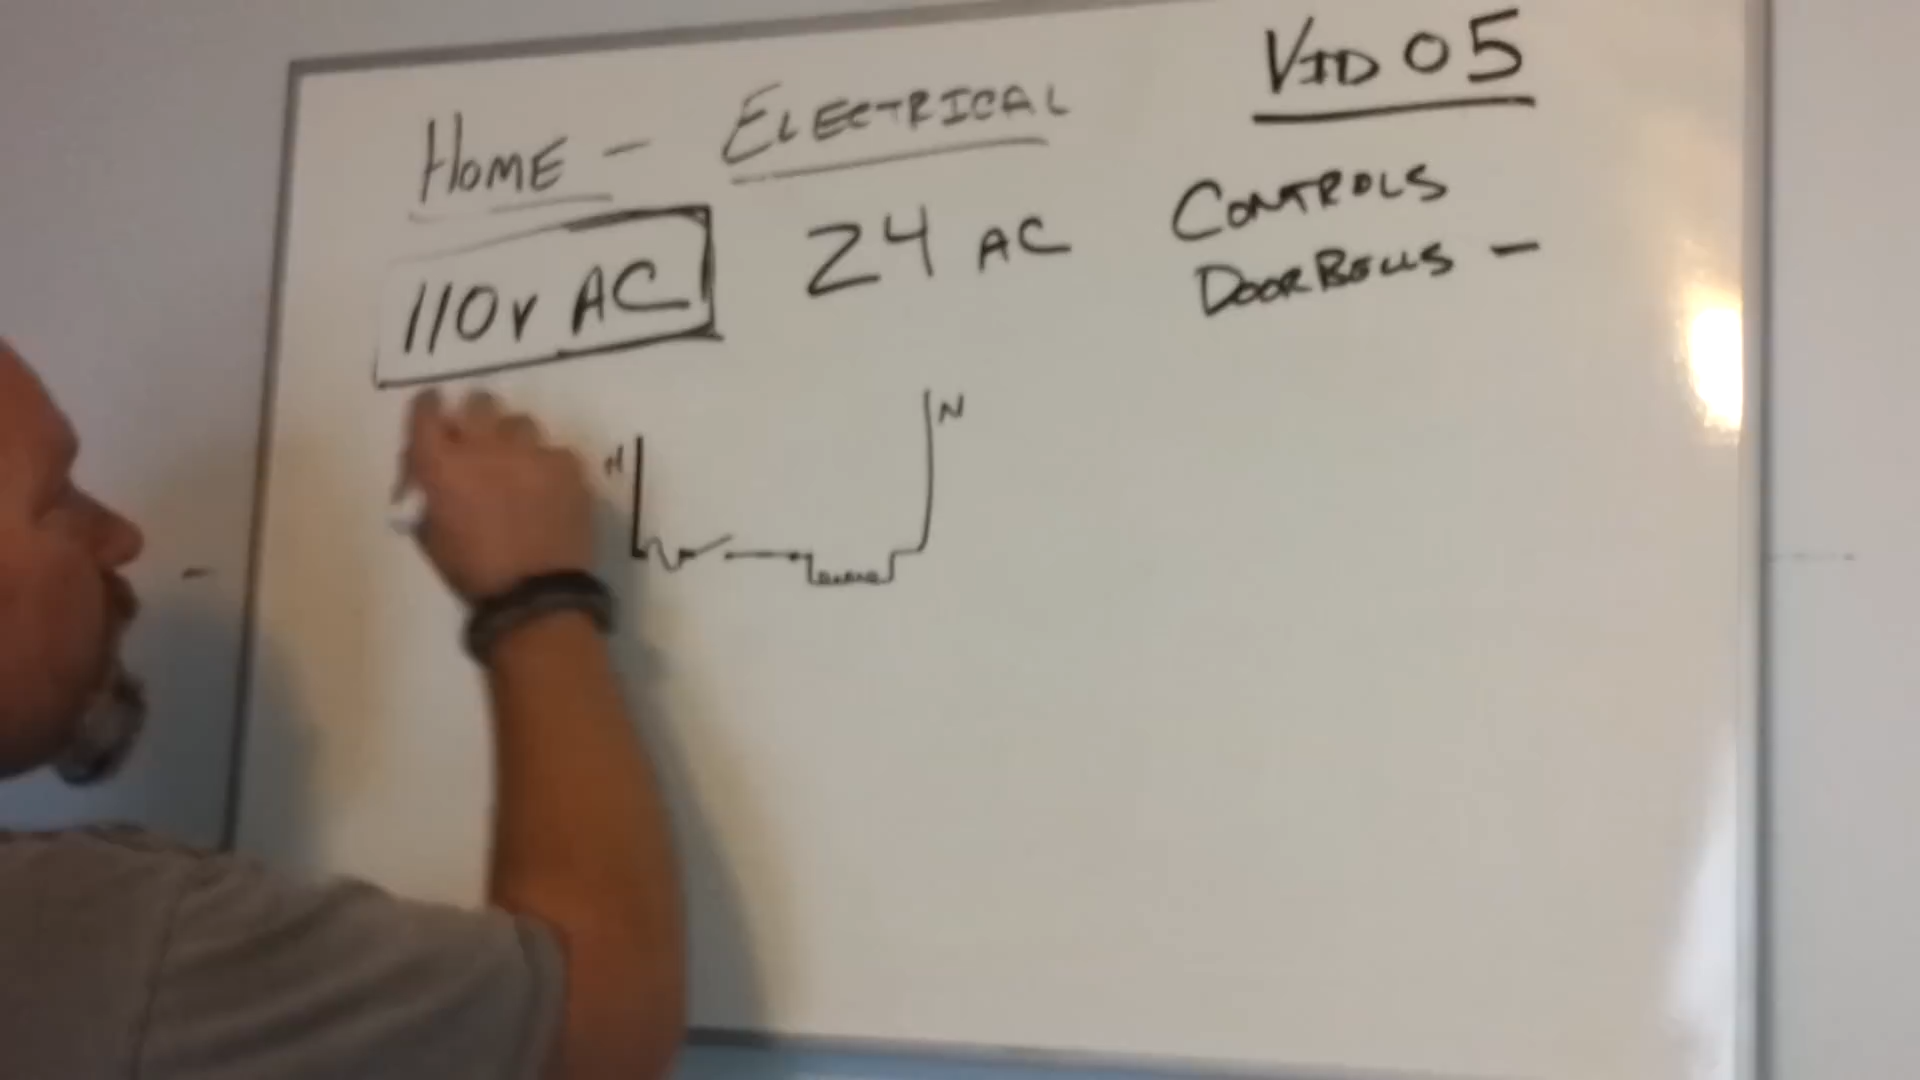 HOME - ELECTRICAL
VID 05
110v AC
24 AC
CONTROLS
DOORBELLS -
H
N